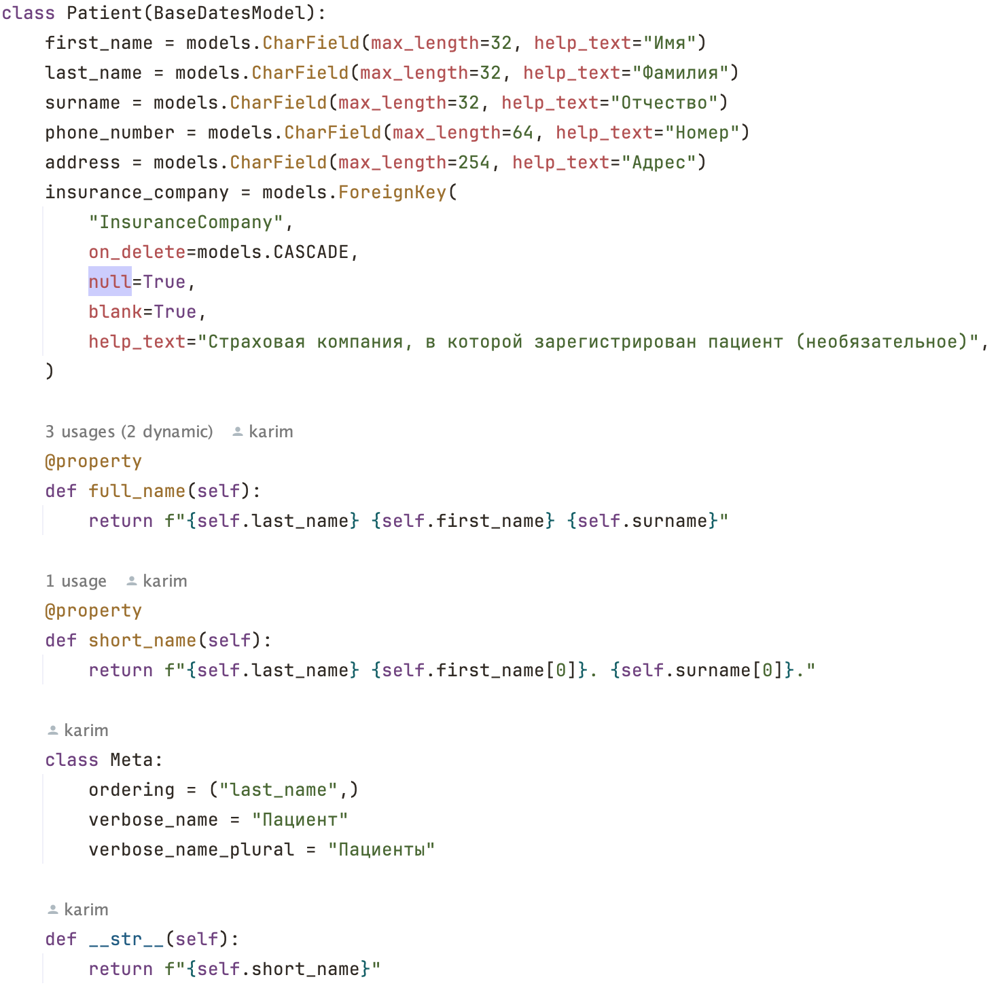 class Patient(BaseDatesModel):
    first_name = models.CharField(max_length=32, help_text="Имя")
    last_name = models.CharField(max_length=32, help_text="Фамилия")
    surname = models.CharField(max_length=32, help_text="Отчество")
    phone_number = models.CharField(max_length=64, help_text="Номер")
    address = models.CharField(max_length=254, help_text="Адрес")
    insurance_company = models.ForeignKey(
        "InsuranceCompany",
        on_delete=models.CASCADE,
        null=True,
        blank=True,
        help_text="Страховая компания, в которой зарегистрирован пациент (необязательное)",
    )
    3 usages (2 dynamic) karim
    @property
    def full_name(self):
        return f"{self.last_name} {self.first_name} {self.surname}"
    1 usage karim
    @property
    def short_name(self):
        return f"{self.last_name} {self.first_name[0]}. {self.surname[0]}."
    karim
    class Meta:
        ordering = ("last_name",)
        verbose_name = "Пациент"
        verbose_name_plural = "Пациенты"
    karim
    def __str__(self):
        return f"{self.short_name}"